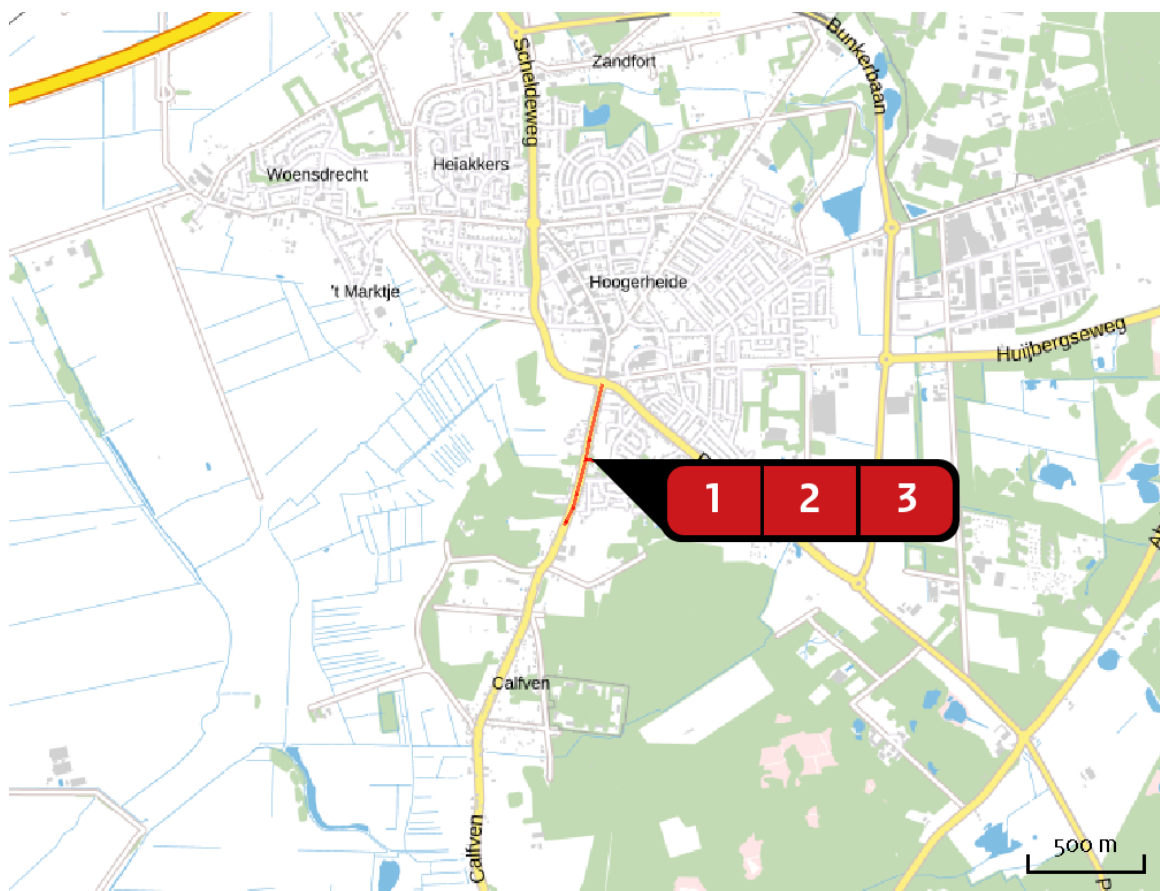 Zandfort
Scheldeweg
Bunkerbaan
Heiakkers
Woensdrecht
Hoogerheide
't Marktje
Huijbergseweg
1 2 3
Calfven
Calfven
500 m